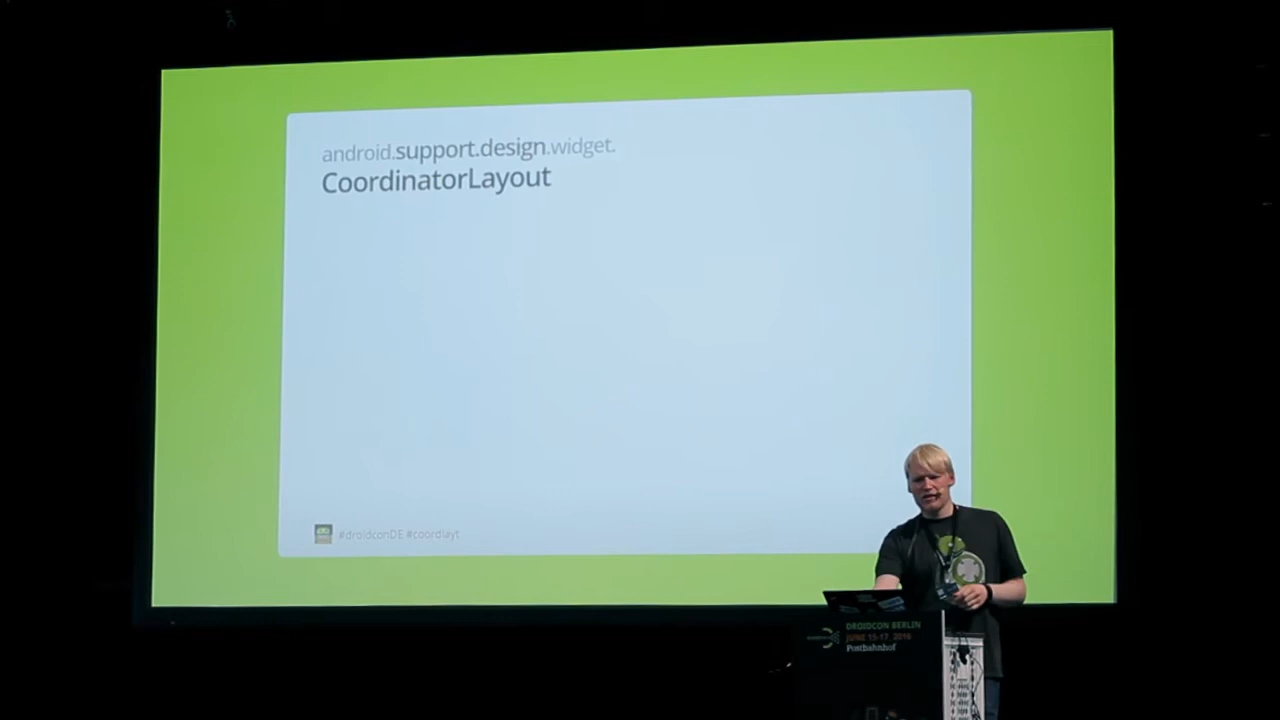 android.support.design.widget.
CoordinatorLayout
#droidconDE #coordlayt
DROIDCON BERLIN
JUNE 15-17, 2016
Postbahnhof